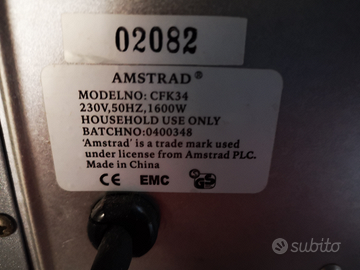 02082
AMSTRAD®
MODELNO: CFK34
230V,50HZ,1600W
HOUSEHOLD USE ONLY
BATCHNO:0400348
'Amstrad' is a trade mark used
under license from Amstrad PLC.
Made in China
CE EMC GS
subito